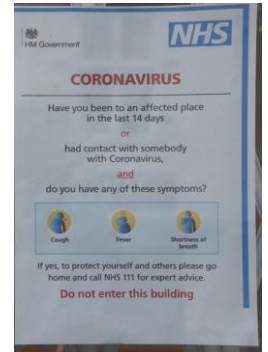 HM Government
NHS
CORONAVIRUS
Have you been to an affected place
in the last 14 days
or
had contact with somebody
with Coronavirus,
and
do you have any of these symptoms?
Cough
Fever
Shortness of
breath
If yes, to protect yourself and others please go
home and call NHS 111 for expert advice.
Do not enter this building